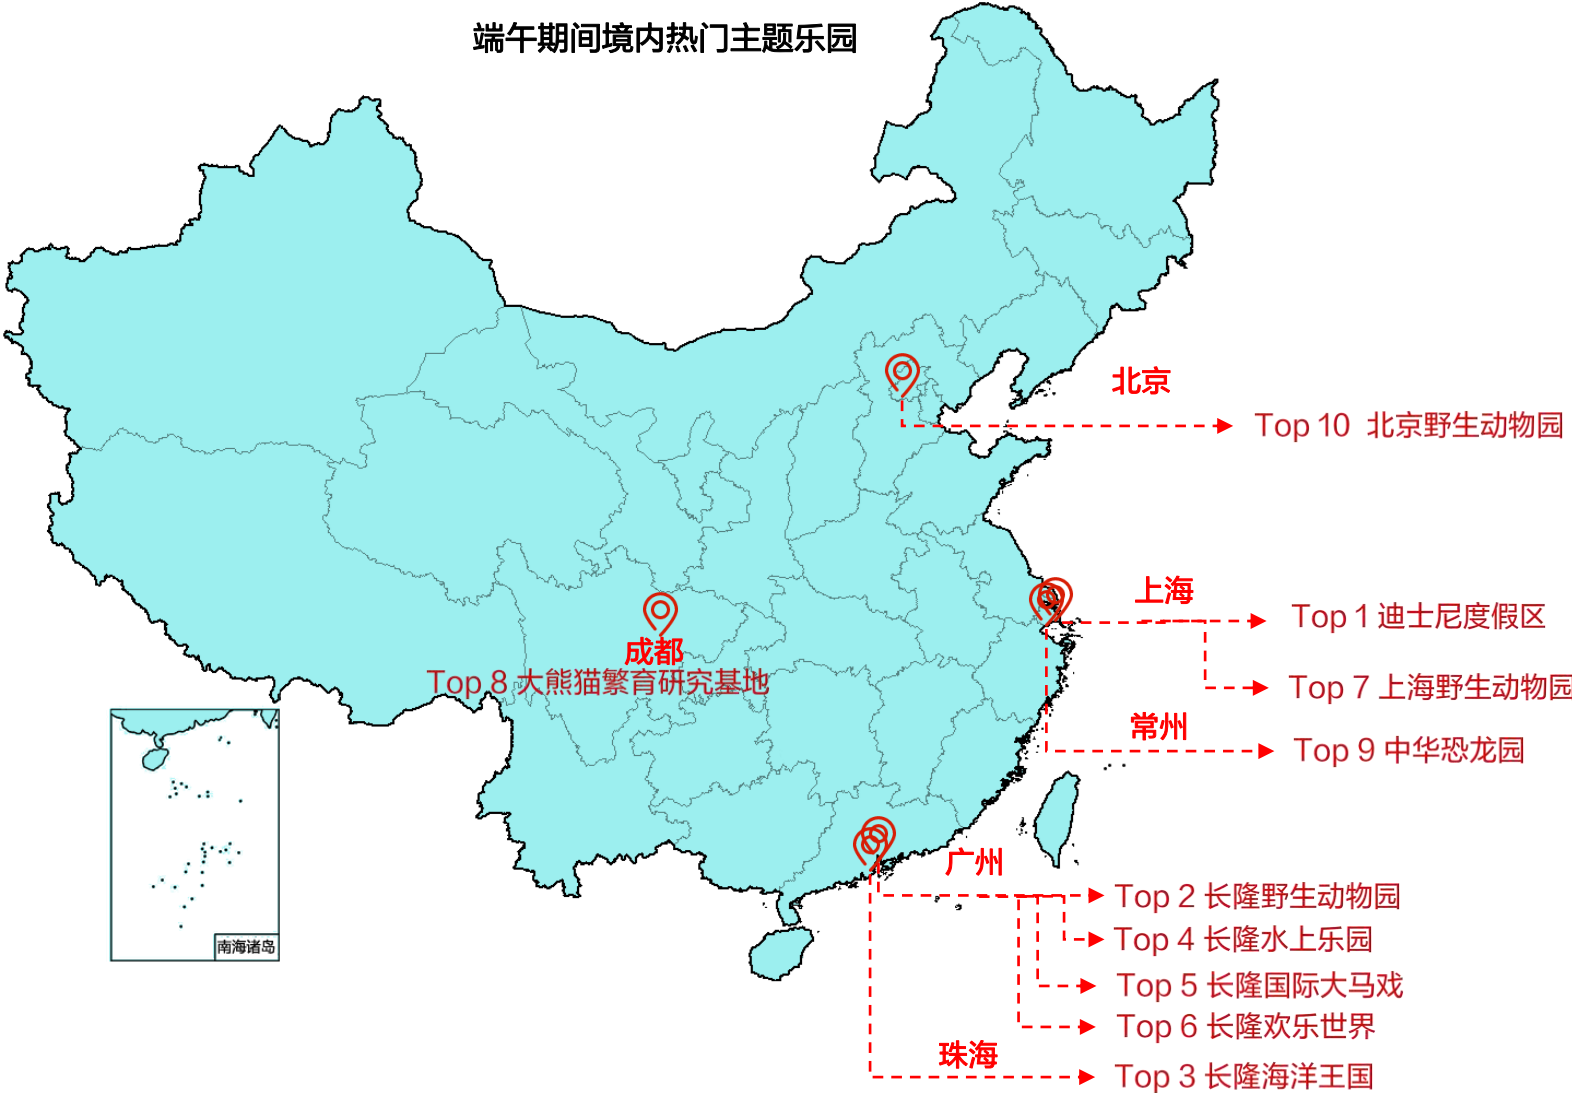 端午期间境内热门主题乐园
北京
Top 10 北京野生动物园
上海
Top 1 迪士尼度假区
成都
Top 8 大熊猫繁育研究基地
Top 7 上海野生动物园
常州
Top 9 中华恐龙园
广州
Top 2 长隆野生动物园
南海诸岛
Top 4 长隆水上乐园
Top 5 长隆国际大马戏
Top 6 长隆欢乐世界
珠海
Top 3 长隆海洋王国